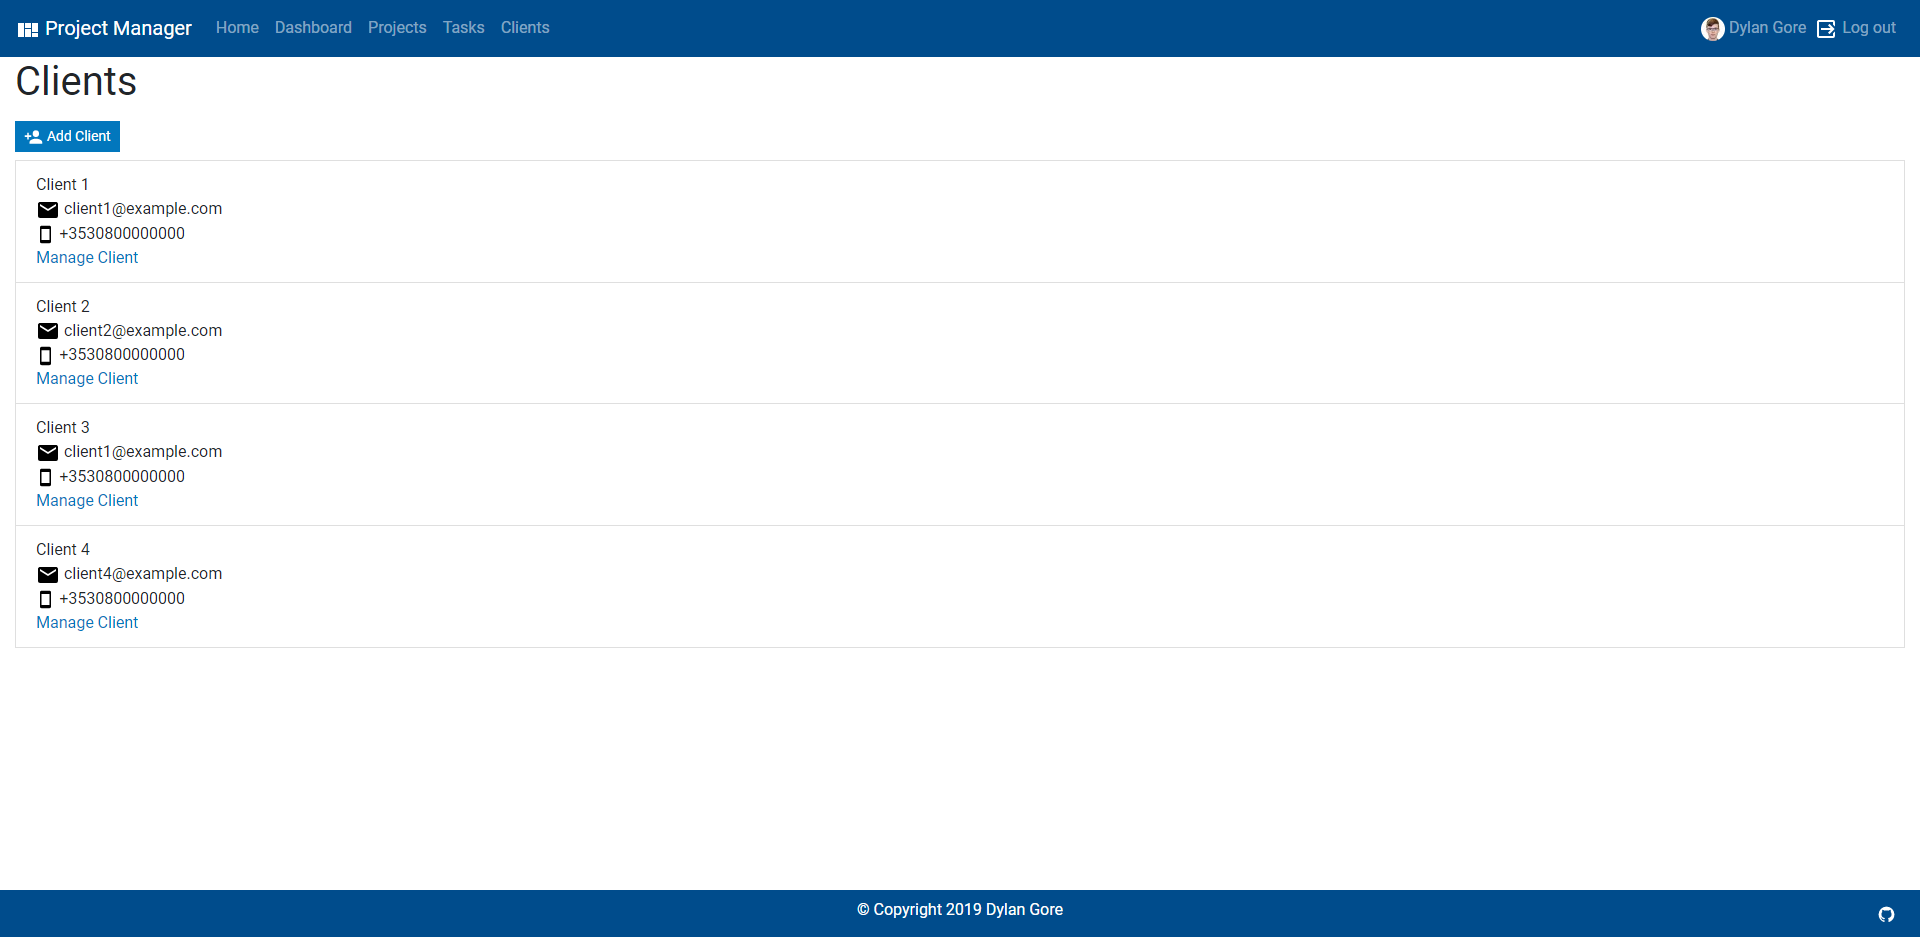 Project Manager Home Dashboard Projects Tasks Clients Dylan Gore Log out
Clients
Add Client
Client 1
client1@example.com
+3530800000000
Manage Client
Client 2
client2@example.com
+3530800000000
Manage Client
Client 3
client1@example.com
+3530800000000
Manage Client
Client 4
client4@example.com
+3530800000000
Manage Client
© Copyright 2019 Dylan Gore